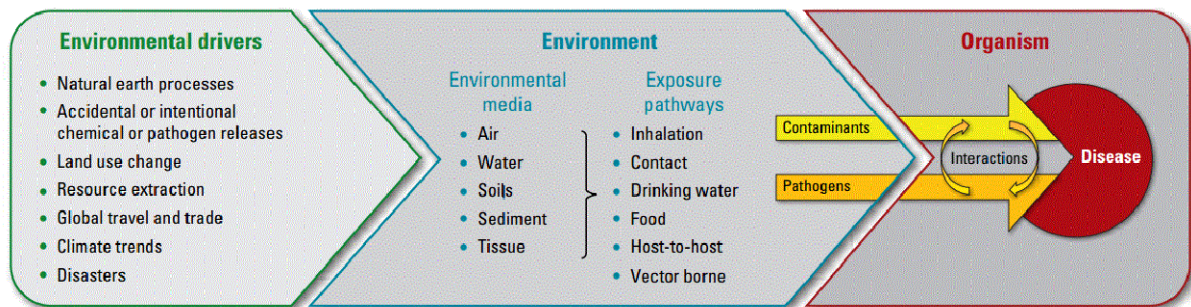 Environmental drivers
• Natural earth processes
• Accidental or intentional
chemical or pathogen releases
• Land use change
• Resource extraction
• Global travel and trade
• Climate trends
• Disasters
Environment
Environmental
media
• Air
• Water
• Soils
• Sediment
• Tissue
Exposure
pathways
• Inhalation
• Contact
• Drinking water
• Food
• Host-to-host
• Vector borne
Organism
Contaminants
Pathogens
Interactions
Disease